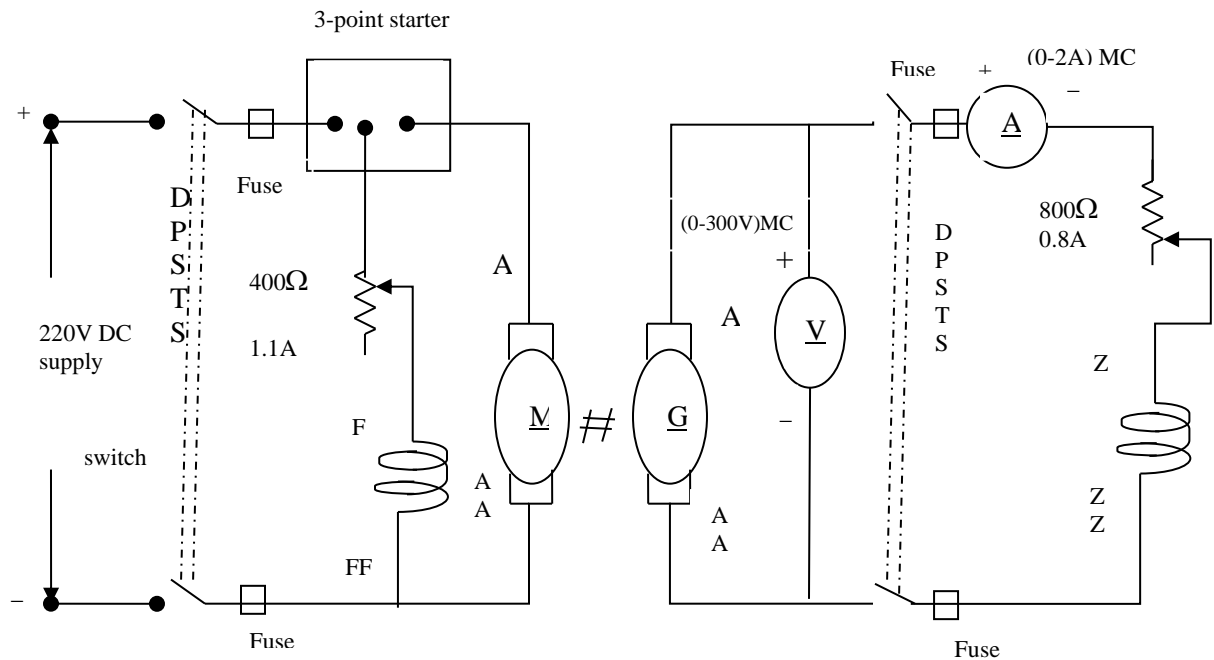 3-point starter
(0-2A) MC
Fuse
+
−
+
A
Fuse
D
P
S
T
S
800Ω
0.8A
(0-300V)MC
D
P
S
T
S
A
400Ω
1.1A
+
A
V
220V DC
supply
Z
M
G
F
−
switch
A
A
Z
Z
A
A
FF
−
Fuse
Fuse